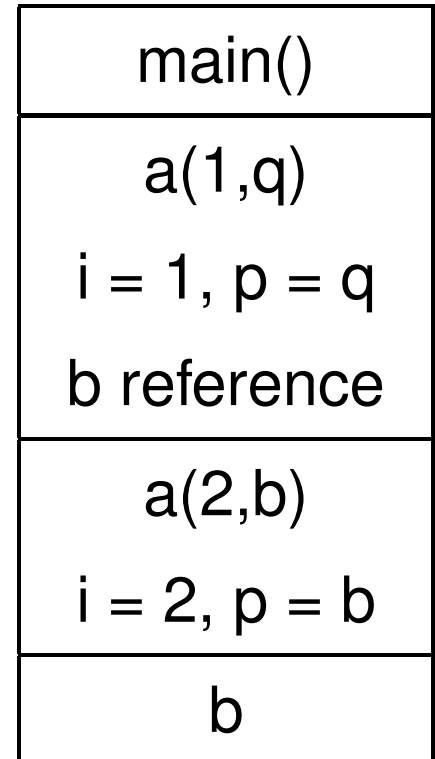 main()
a(1,q)
i = 1, p = q
b reference
a(2,b)
i = 2, p = b
b